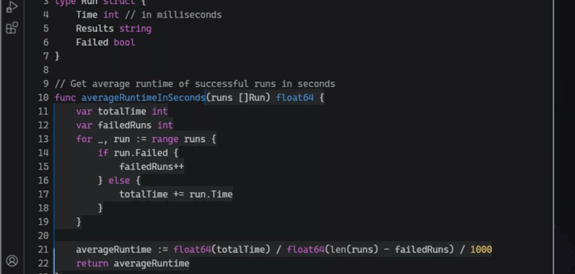 3 type Run struct {
4 Time int // in milliseconds
5 Results string
6 Failed bool
7 }
8
9 // Get average runtime of successful runs in seconds
10 func averageRuntimeInSeconds(runs []Run) float64 {
11 var totalTime int
12 var failedRuns int
13 for _, run := range runs {
14 if run.Failed {
15 failedRuns++
16 } else {
17 totalTime += run.Time
18 }
19 }
20
21 averageRuntime := float64(totalTime) / float64(len(runs) - failedRuns) / 1000
22 return averageRuntime